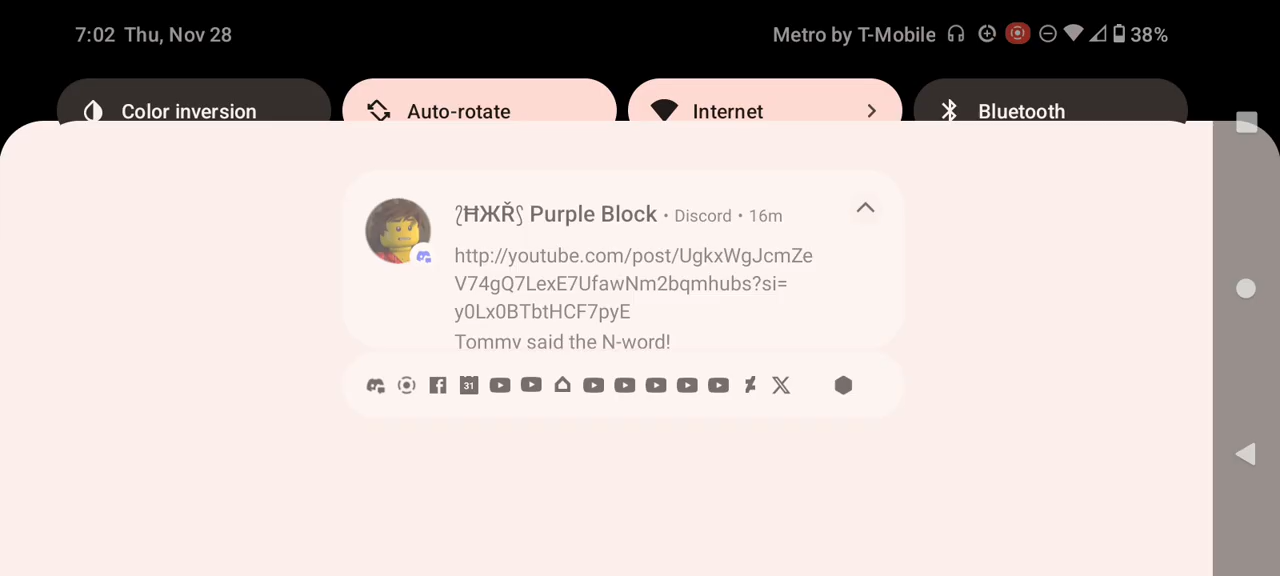 7:02 Thu, Nov 28
Metro by T-Mobile 38%
Color inversion
Auto-rotate
Internet
Bluetooth
ʔĦЖŘʕ Purple Block · Discord · 16m
http://youtube.com/post/UgkxWgJcmZe
V74gQ7LexE7UfawNm2bqmhubs?si=
y0Lx0BTbtHCF7pyE
Tommy said the N-word!
31